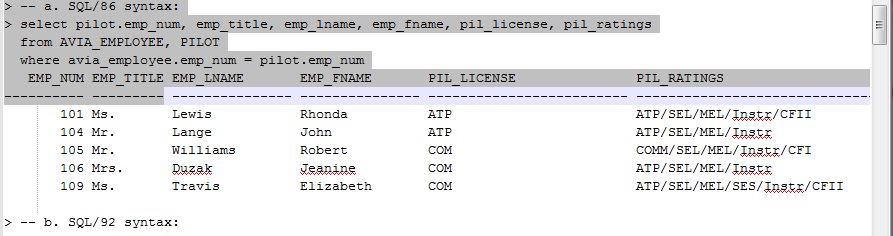 > -- a. SQL/86 syntax:
> select pilot.emp_num, emp_title, emp_lname, emp_fname, pil_license, pil_ratings
from AVIA_EMPLOYEE, PILOT
where avia_employee.emp_num = pilot.emp_num
EMP_NUM EMP_TITLE EMP_LNAME EMP_FNAME PIL_LICENSE PIL_RATINGS
---------- ---------- --------------- --------------- ------------------------- ------------------------------
101 Ms. Lewis Rhonda ATP ATP/SEL/MEL/Instr/CFII
104 Mr. Lange John ATP ATP/SEL/MEL/Instr
105 Mr. Williams Robert COM COMM/SEL/MEL/Instr/CFI
106 Mrs. Duzak Jeanine COM ATP/SEL/MEL/Instr
109 Ms. Travis Elizabeth COM ATP/SEL/MEL/SES/Instr/CFII
> -- b. SQL/92 syntax: